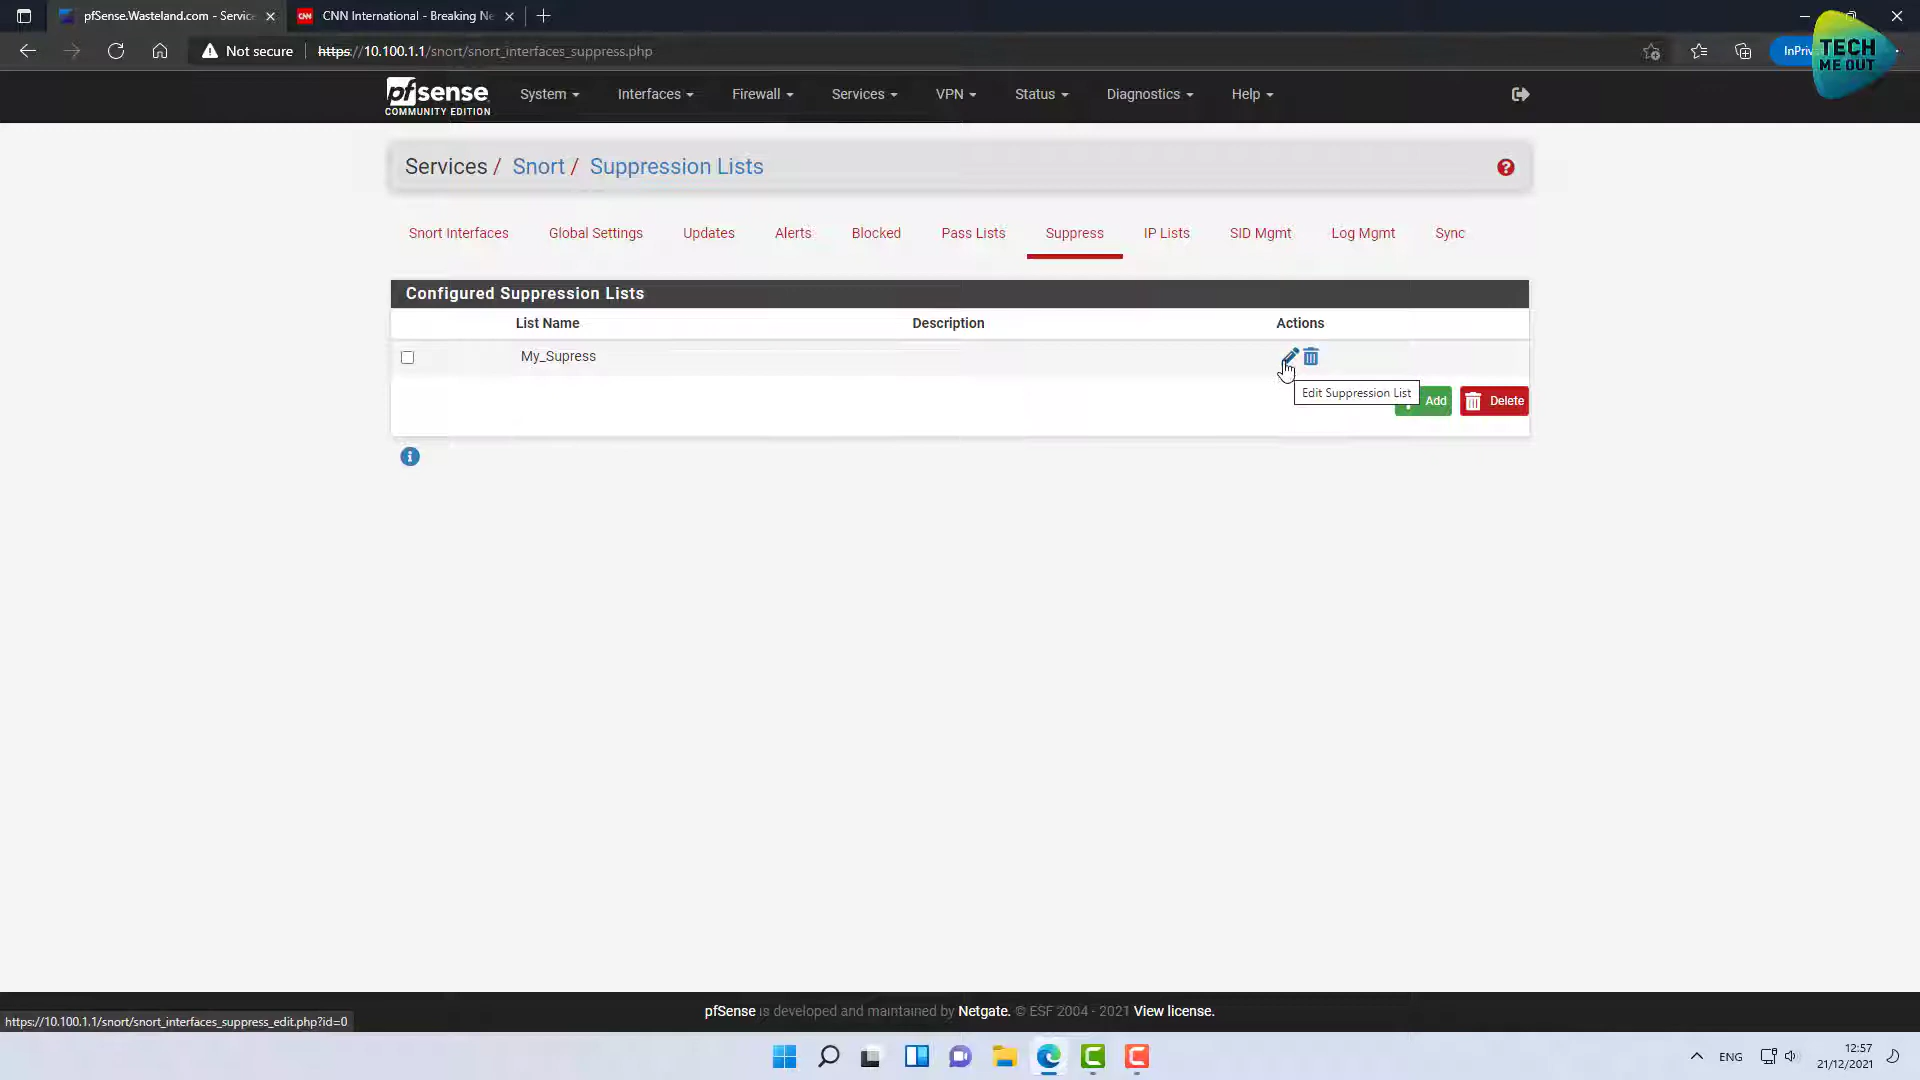 pfSense.Wasteland.com - Servic
CNN International - Breaking Ne
Not secure
https://10.100.1.1/snort/snort_interfaces_suppress.php
TECH
ME OUT
pfsense
COMMUNITY EDITION
System
Interfaces
Firewall
Services
VPN
Status
Diagnostics
Help
Services / Snort / Suppression Lists
Snort Interfaces
Global Settings
Updates
Alerts
Blocked
Pass Lists
Suppress
IP Lists
SID Mgmt
Log Mgmt
Sync
Configured Suppression Lists
List Name
Description
Actions
My_Supress
Edit Suppression List
Add
Delete
pfSense is developed and maintained by Netgate. © ESF 2004 - 2021 View license.
https://10.100.1.1/snort/snort_interfaces_suppress_edit.php?id=0
ENG
12:57
21/12/2021